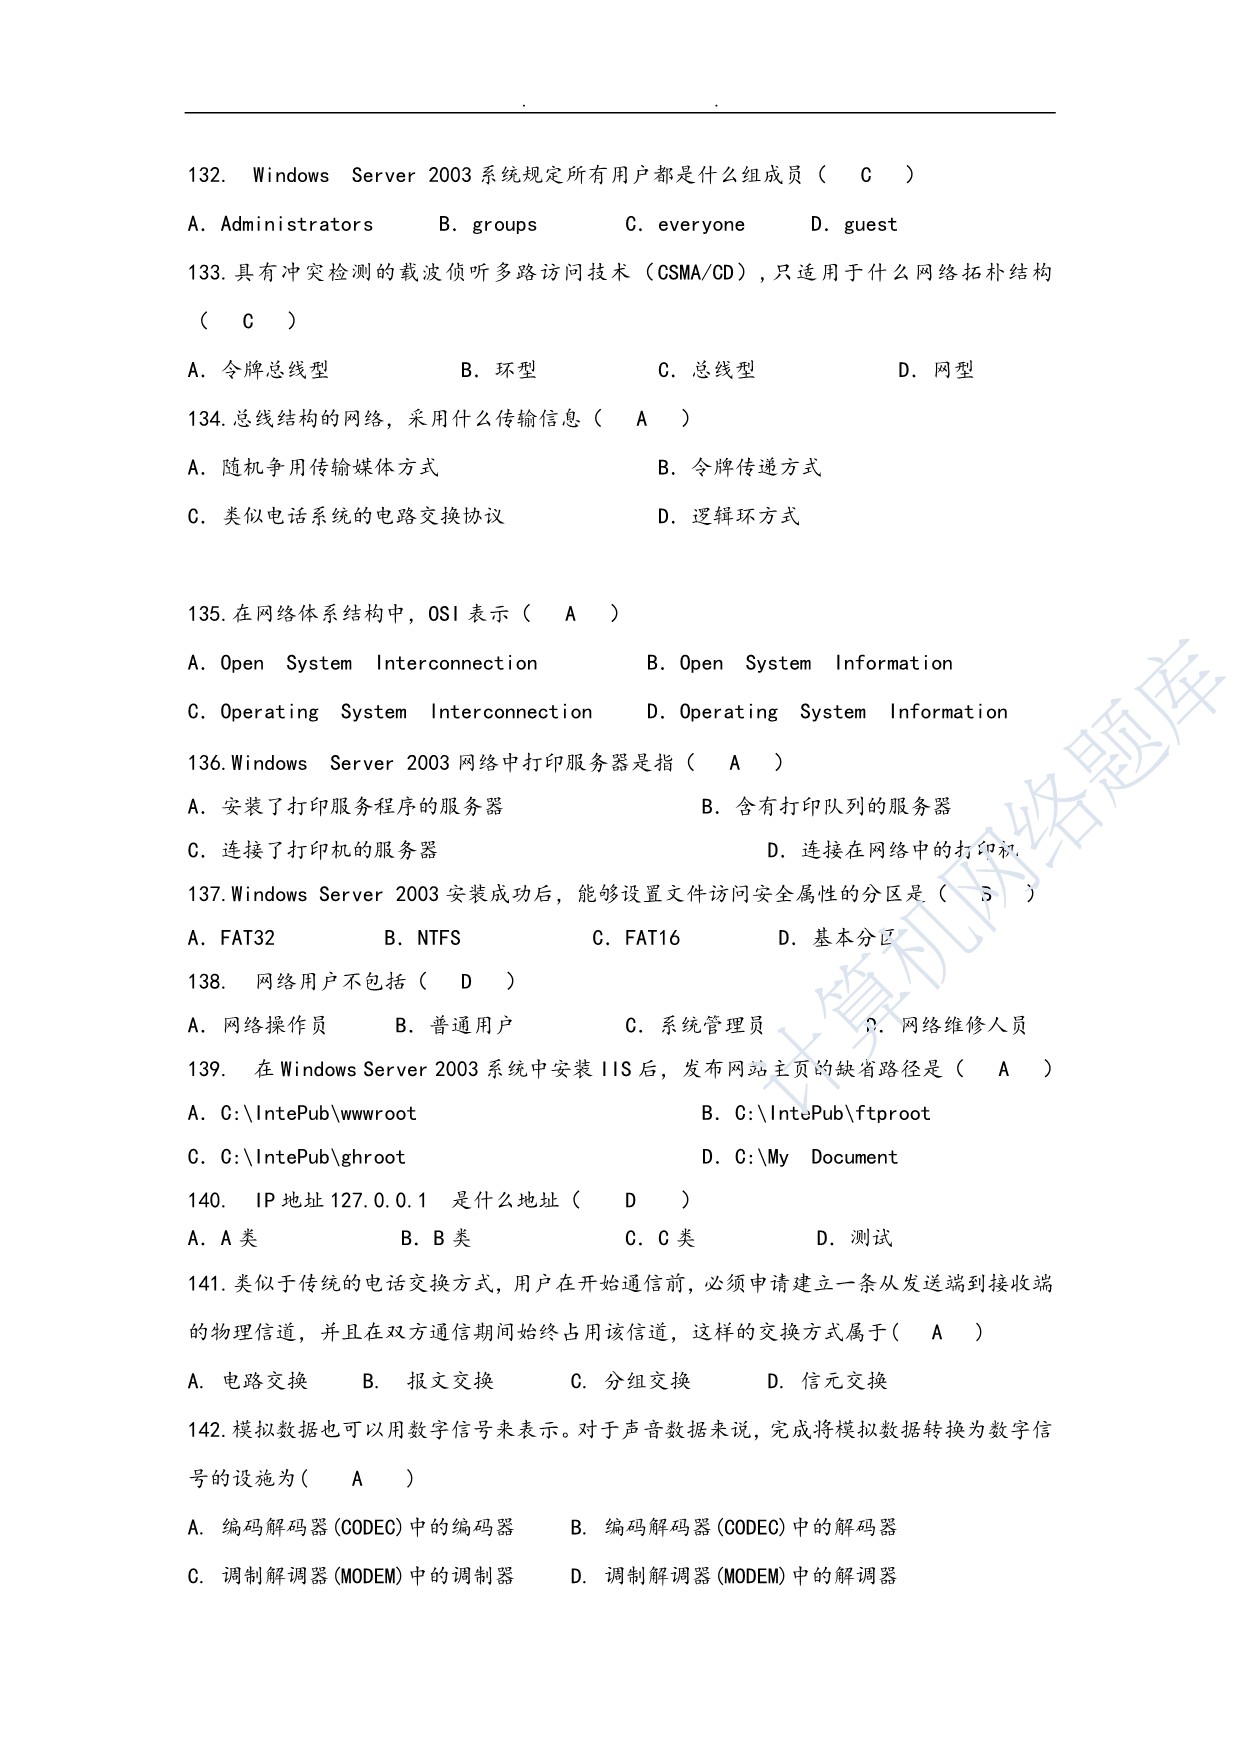 132. Windows Server 2003 系统规定所有用户都是什么组成员（ C ）
A. Administrators B. groups C. everyone D. guest
133. 具有冲突检测的载波侦听多路访问技术（CSMA/CD）,只适用于什么网络拓朴结构
（ C ）
A. 令牌总线型 B. 环型 C. 总线型 D. 网型
134. 总线结构的网络，采用什么传输信息（ A ）
A. 随机争用传输媒体方式 B. 令牌传递方式
C. 类似电话系统的电路交换协议 D. 逻辑环方式
135. 在网络体系结构中，OSI 表示（ A ）
A. Open System Interconnection B. Open System Information
C. Operating System Interconnection D. Operating System Information
136. Windows Server 2003 网络中打印服务器是指（ A ）
A. 安装了打印服务程序的服务器 B. 含有打印队列的服务器
C. 连接了打印机的服务器 D. 连接在网络中的打印机
137. Windows Server 2003 安装成功后，能够设置文件访问安全属性的分区是（ B ）
A. FAT32 B. NTFS C. FAT16 D. 基本分区
138. 网络用户不包括（ D ）
A. 网络操作员 B. 普通用户 C. 系统管理员 D. 网络维修人员
139. 在 Windows Server 2003 系统中安装 IIS 后，发布网站主页的缺省路径是（ A ）
A. C:\IntePub\wwwroot B. C:\IntePub\ftproot
C. C:\IntePub\ghroot D. C:\My Document
140. IP 地址 127.0.0.1 是什么地址（ D ）
A. A 类 B. B 类 C. C 类 D. 测试
141. 类似于传统的电话交换方式，用户在开始通信前，必须申请建立一条从发送端到接收端
的物理信道，并且在双方通信期间始终占用该信道，这样的交换方式属于( A )
A. 电路交换 B. 报文交换 C. 分组交换 D. 信元交换
142. 模拟数据也可以用数字信号来表示。对于声音数据来说，完成将模拟数据转换为数字信
号的设施为( A )
A. 编码解码器(CODEC)中的编码器 B. 编码解码器(CODEC)中的解码器
C. 调制解调器(MODEM)中的调制器 D. 调制解调器(MODEM)中的解调器
计算机网络题库